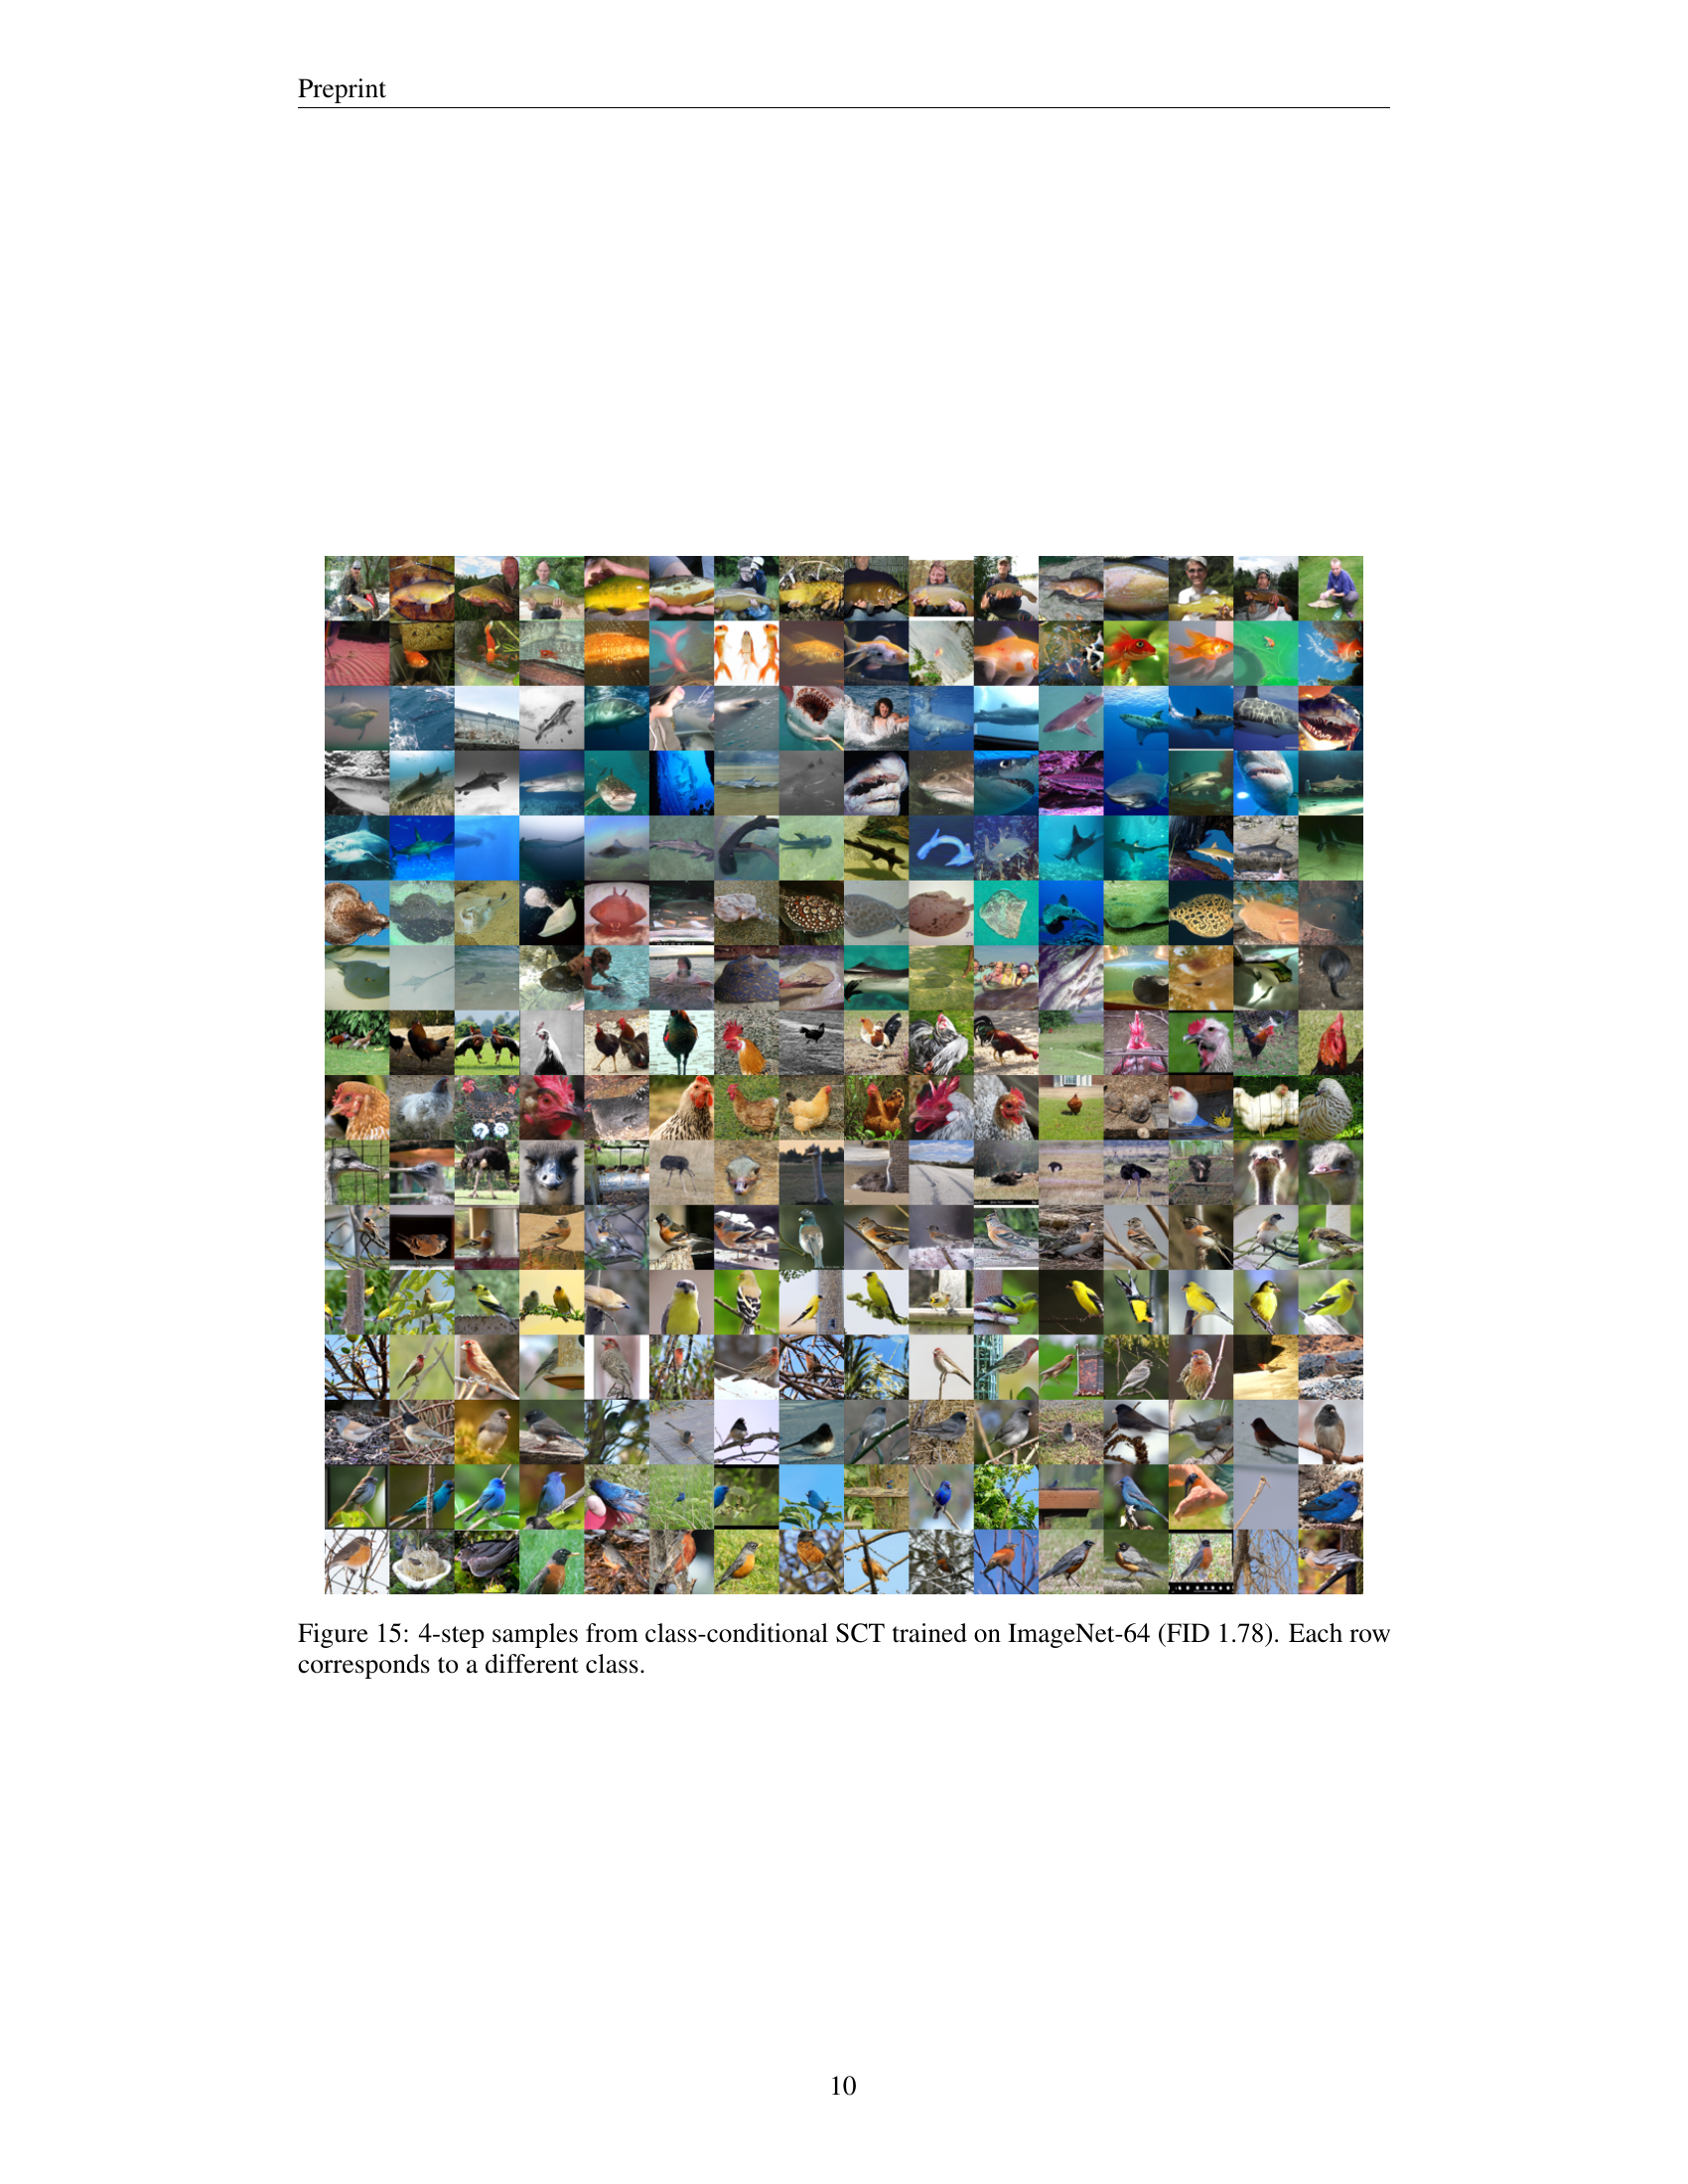 Preprint
Figure 15: 4-step samples from class-conditional SCT trained on ImageNet-64 (FID 1.78). Each row
corresponds to a different class.
10